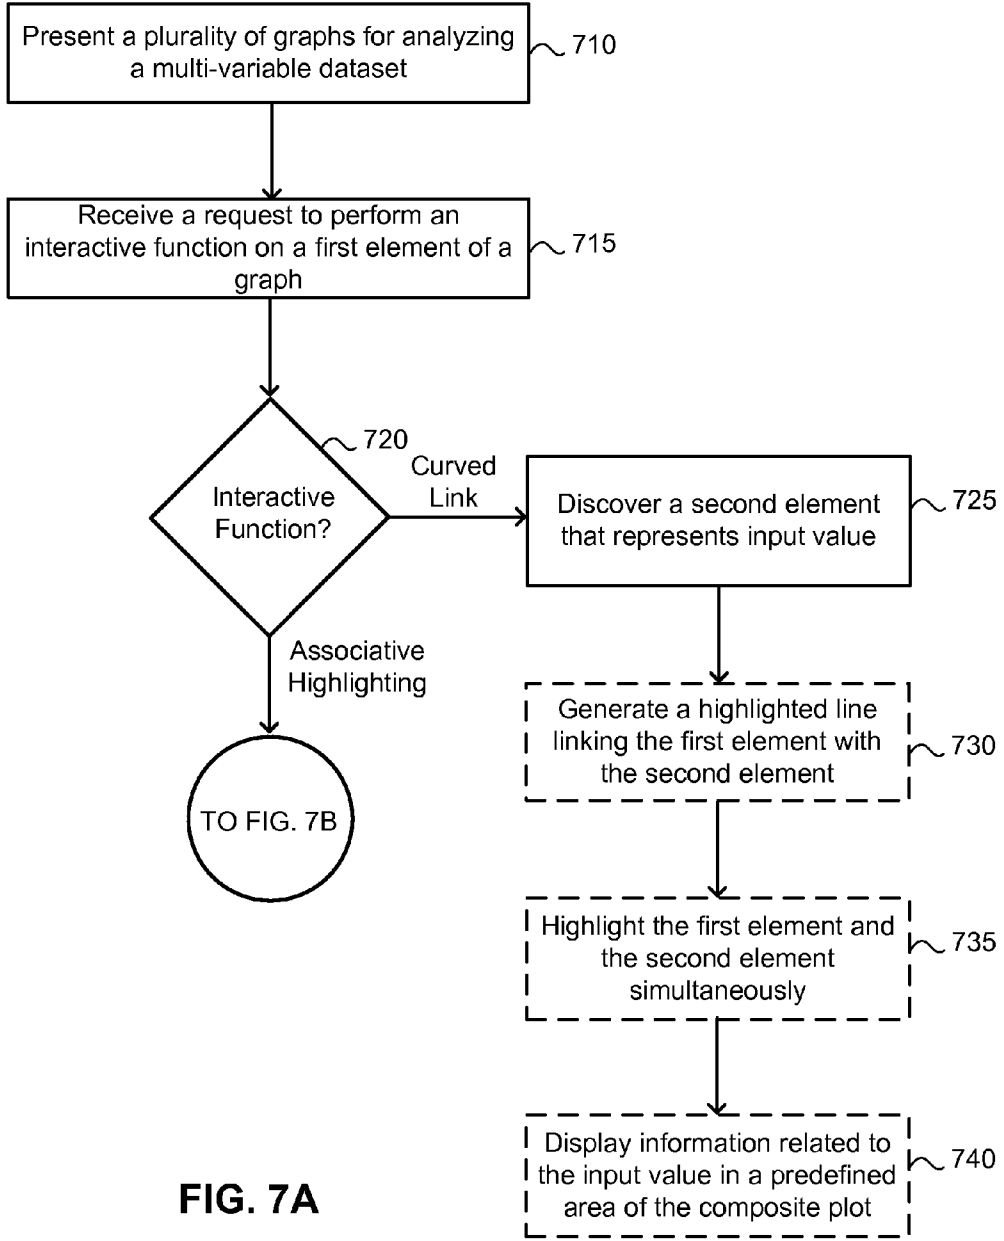 Present a plurality of graphs for analyzing
a multi-variable dataset
710
Receive a request to perform an
interactive function on a first element of a
graph
715
720
Interactive
Function?
Curved
Link
Discover a second element
that represents input value
725
Associative
Highlighting
TO FIG. 7B
Generate a highlighted line
linking the first element with
the second element
730
Highlight the first element and
the second element
simultaneously
735
Display information related to
the input value in a predefined
area of the composite plot
740
FIG. 7A